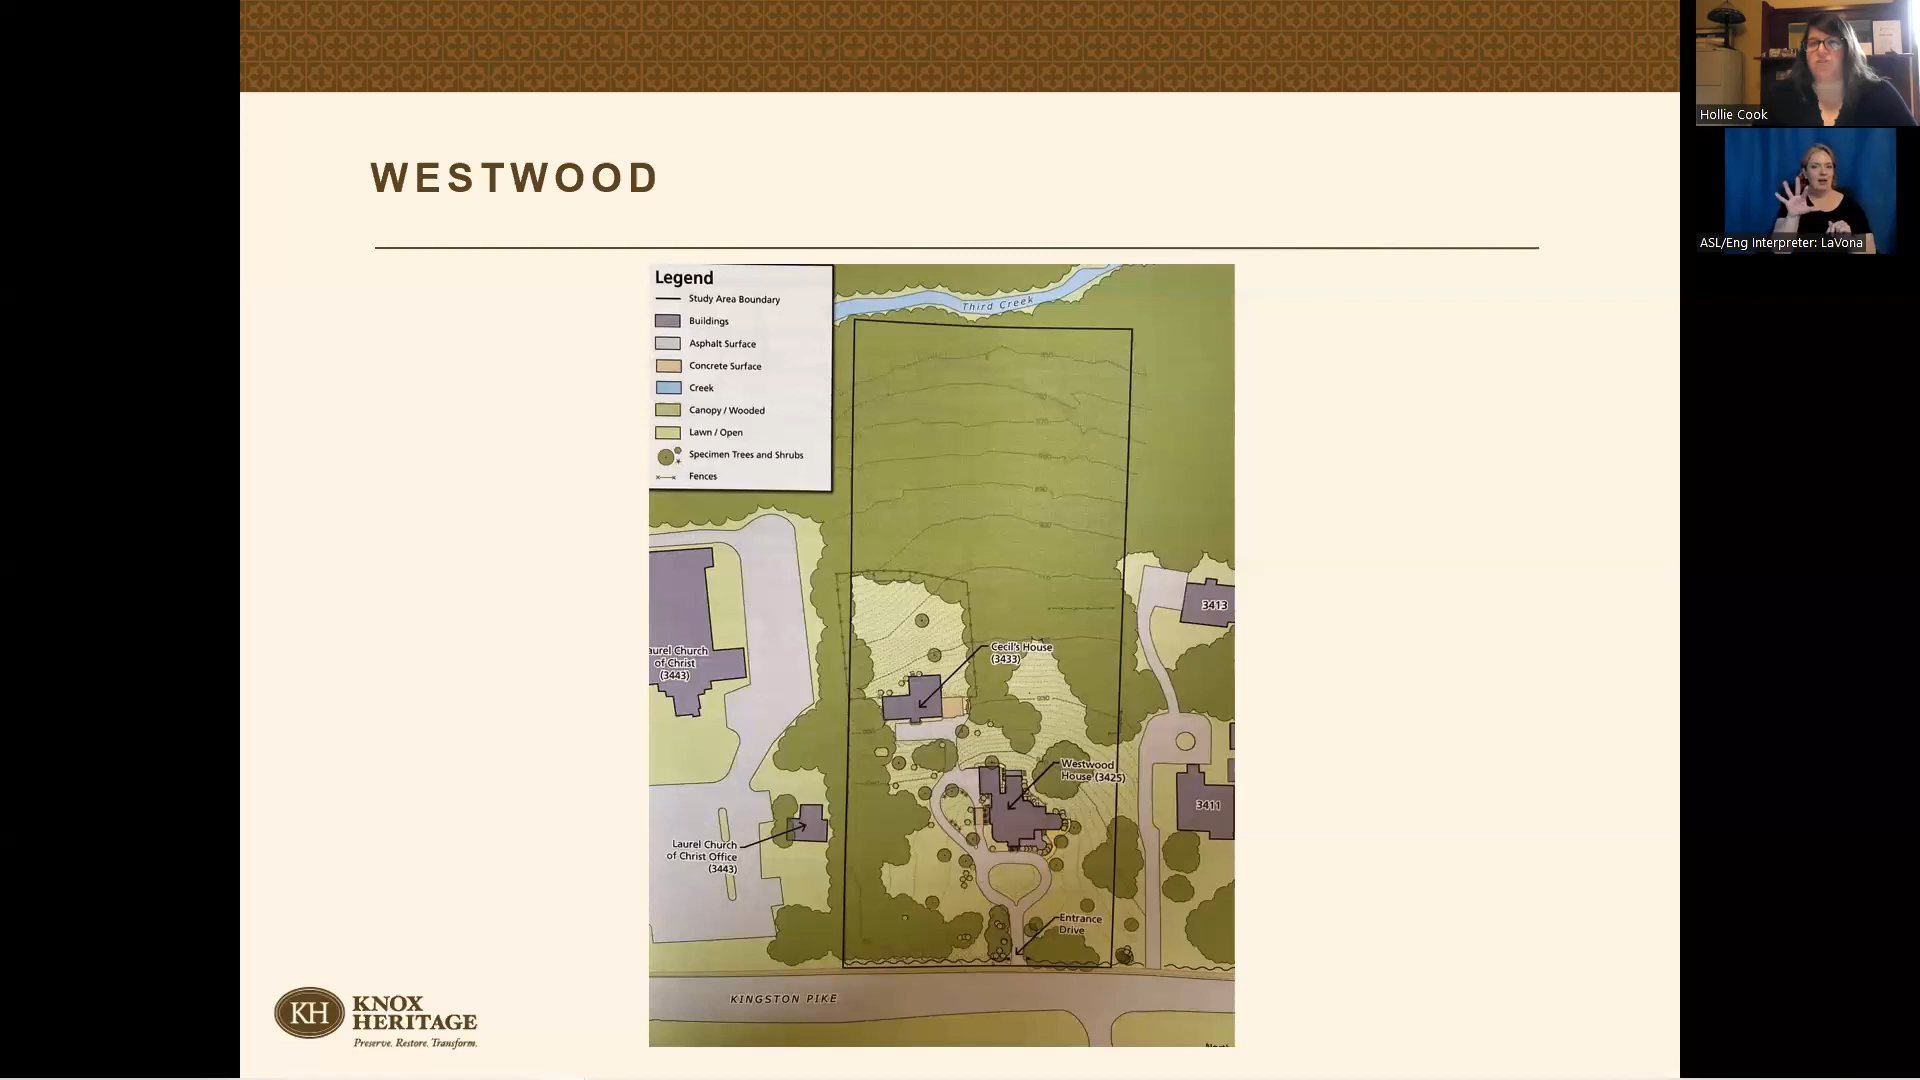 WESTWOOD
Legend
Study Area Boundary
Buildings
Asphalt Surface
Concrete Surface
Creek
Canopy / Wooded
Lawn / Open
Specimen Trees and Shrubs
Fences
Third Creek
aurel Church
of Christ
(3443)
Cecil's House
(3433)
3413
Westwood
House (3425)
3411
Laurel Church
of Christ Office
(3443)
Entrance
Drive
KINGSTON PIKE
KH
KNOX
HERITAGE
Preserve. Restore. Transform.
Hollie Cook
ASL/Eng Interpreter: LaVona